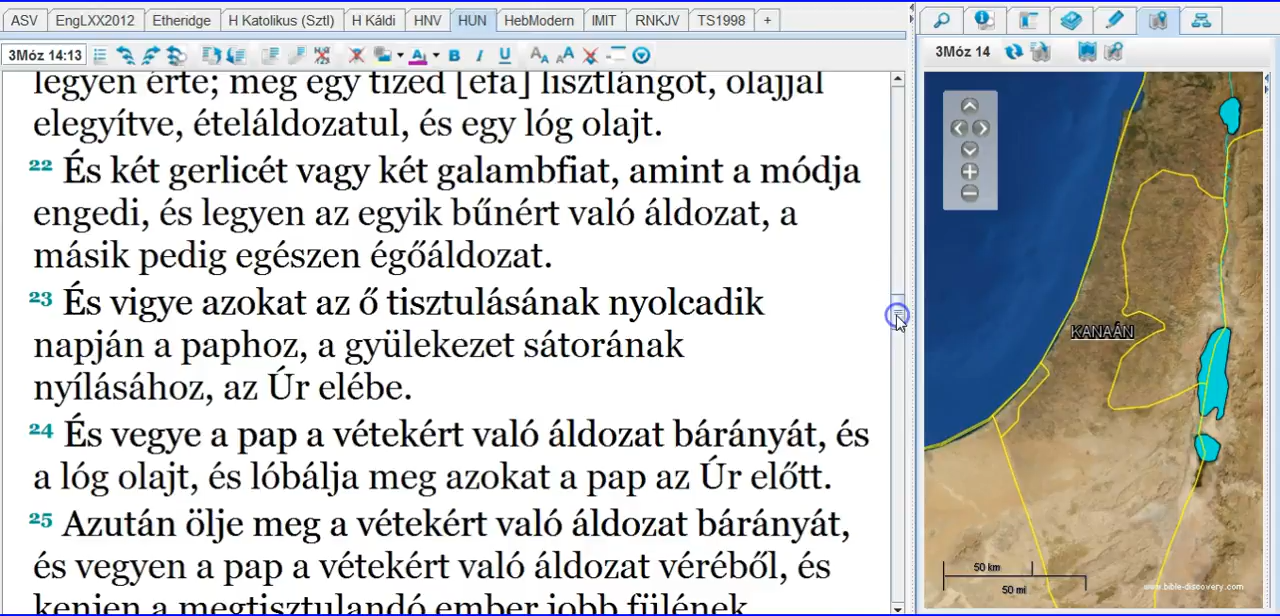 ASV EngLXX2012 Etheridge H Katolikus (Sztl) H Káldi HNV HUN HebModern IMIT RNKJV TS1998 +
3Móz 14:13
B I U A A A A
3Móz 14
legyen érte; meg egy tized [efa] lisztlángot, olajjal
elegyítve, ételáldozatul, és egy lóg olajt.
22 És két gerlicét vagy két galambfiat, amint a módja
engedi, és legyen az egyik bűnért való áldozat, a
másik pedig egészen égőáldozat.
23 És vigye azokat az ő tisztulásának nyolcadik
napján a paphoz, a gyülekezet sátorának
nyílásához, az Úr elébe.
24 És vegye a pap a vétekért való áldozat bárányát, és
a lóg olajt, és lóbálja meg azokat a pap az Úr előtt.
25 Azután ölje meg a vétekért való áldozat bárányát,
és vegyen a pap a vétekért való áldozat véréből, és
kenjen a megtisztulandó ember jobb fülének
KANAÁN
50 km
50 mi
www.bible-discovery.com